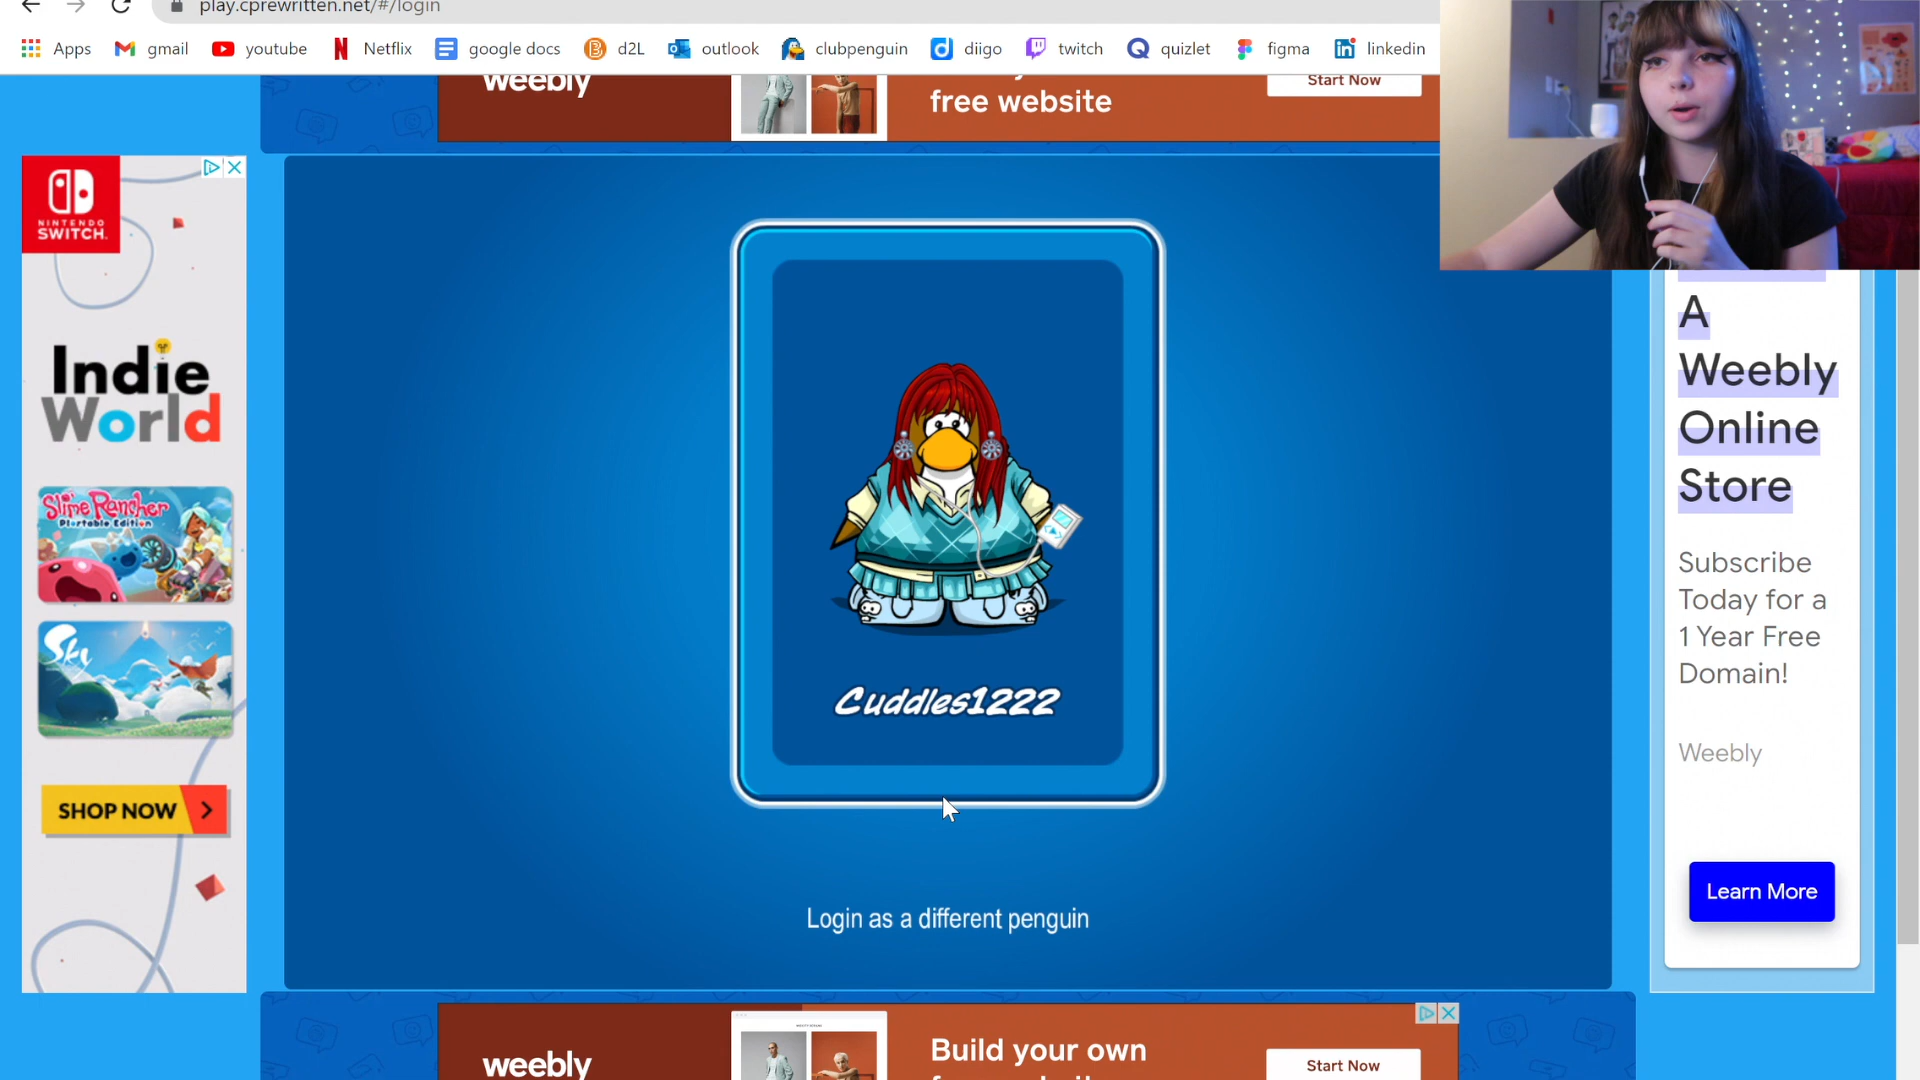 play.cprewritten.net/#/login
Apps gmail youtube Netflix google docs d2L outlook clubpenguin diigo twitch quizlet figma linkedin
weebly
free website
Start Now
NINTENDO
SWITCH.
Indie
World
Slime Rancher
Plortable Edition
Sky
SHOP NOW
Cuddles1222
Login as a different penguin
A
Weebly
Online
Store
Subscribe
Today for a
1 Year Free
Domain!
Weebly
Learn More
weebly
Build your own
Start Now